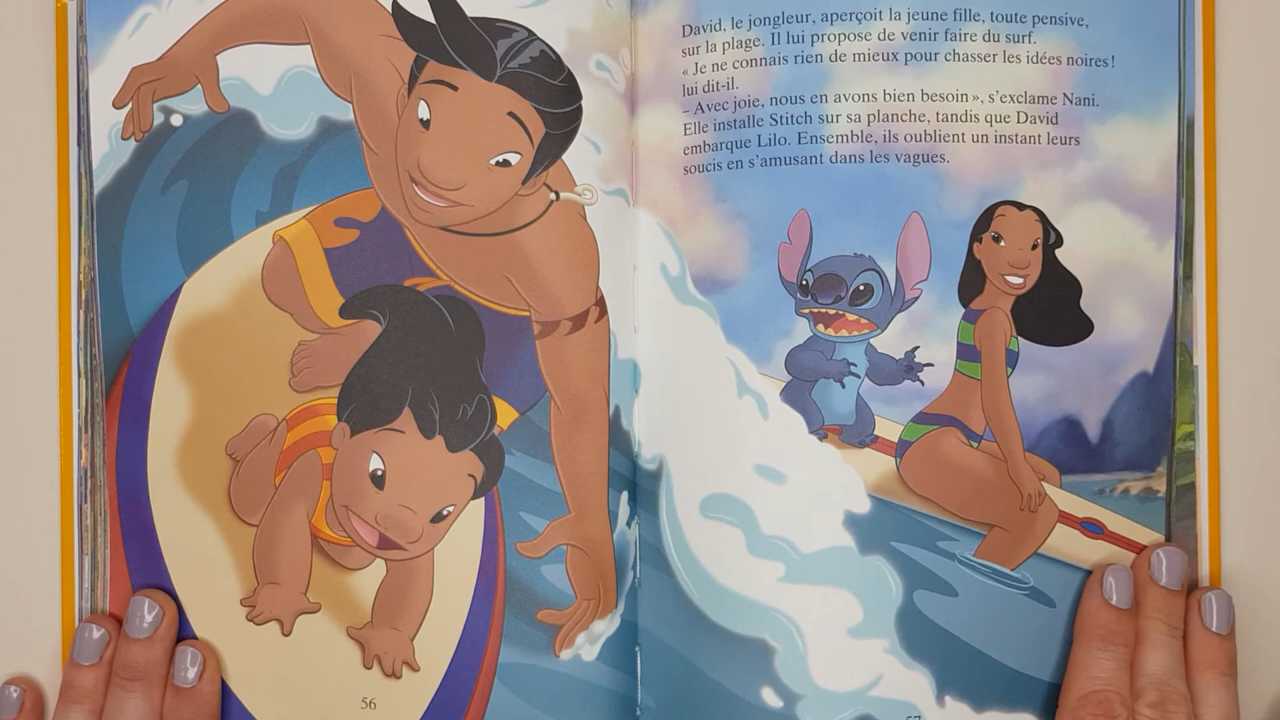 David, le jongleur, aperçoit la jeune fille, toute pensive,
sur la plage. Il lui propose de venir faire du surf.
« Je ne connais rien de mieux pour chasser les idées noires !
lui dit-il.
– Avec joie, nous en avons bien besoin », s'exclame Nani.
Elle installe Stitch sur sa planche, tandis que David
embarque Lilo. Ensemble, ils oublient un instant leurs
soucis en s'amusant dans les vagues.
56